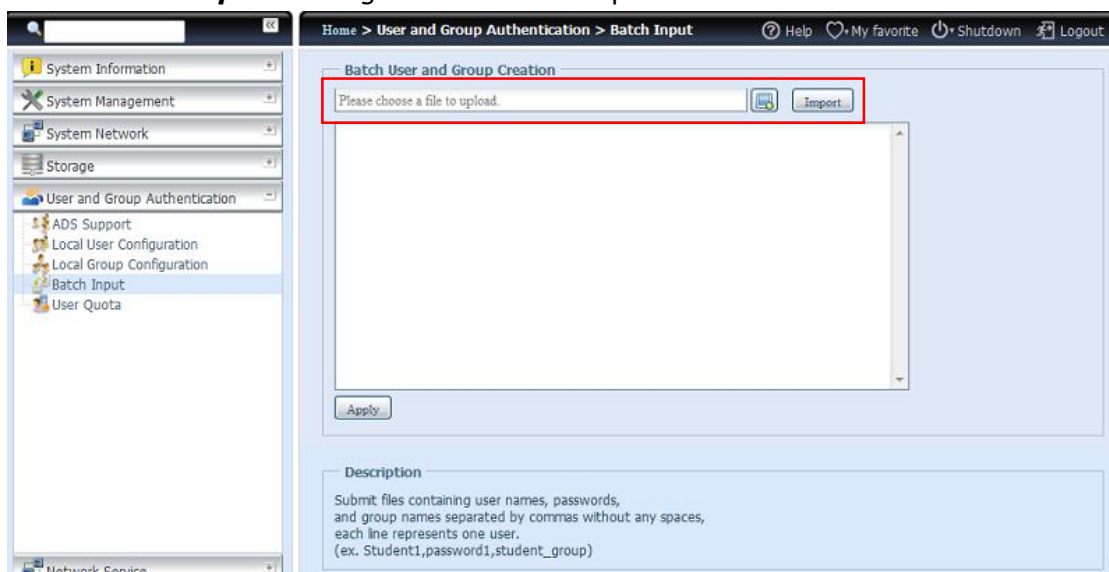 Home > User and Group Authentication > Batch Input
Help
My favorite
Shutdown
Logout
System Information
System Management
System Network
Storage
User and Group Authentication
ADS Support
Local User Configuration
Local Group Configuration
Batch Input
User Quota
Network Service
Batch User and Group Creation
Please choose a file to upload.
Import
Apply
Description
Submit files containing user names, passwords,
and group names separated by commas without any spaces,
each line represents one user.
(ex. Student1,password1,student_group)